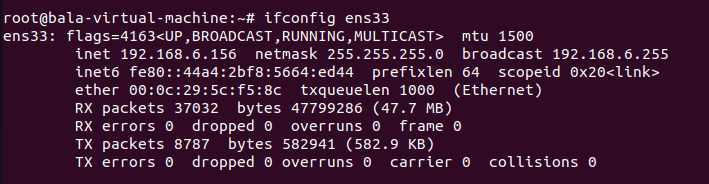 root@bala-virtual-machine:~# ifconfig ens33
ens33: flags=4163<UP,BROADCAST,RUNNING,MULTICAST>  mtu 1500
        inet 192.168.6.156  netmask 255.255.255.0  broadcast 192.168.6.255
        inet6 fe80::44a4:2bf8:5664:ed44  prefixlen 64  scopeid 0x20<link>
        ether 00:0c:29:5c:f5:8c  txqueuelen 1000  (Ethernet)
        RX packets 37032  bytes 47799286 (47.7 MB)
        RX errors 0  dropped 0  overruns 0  frame 0
        TX packets 8787  bytes 582941 (582.9 KB)
        TX errors 0  dropped 0 overruns 0  carrier 0  collisions 0